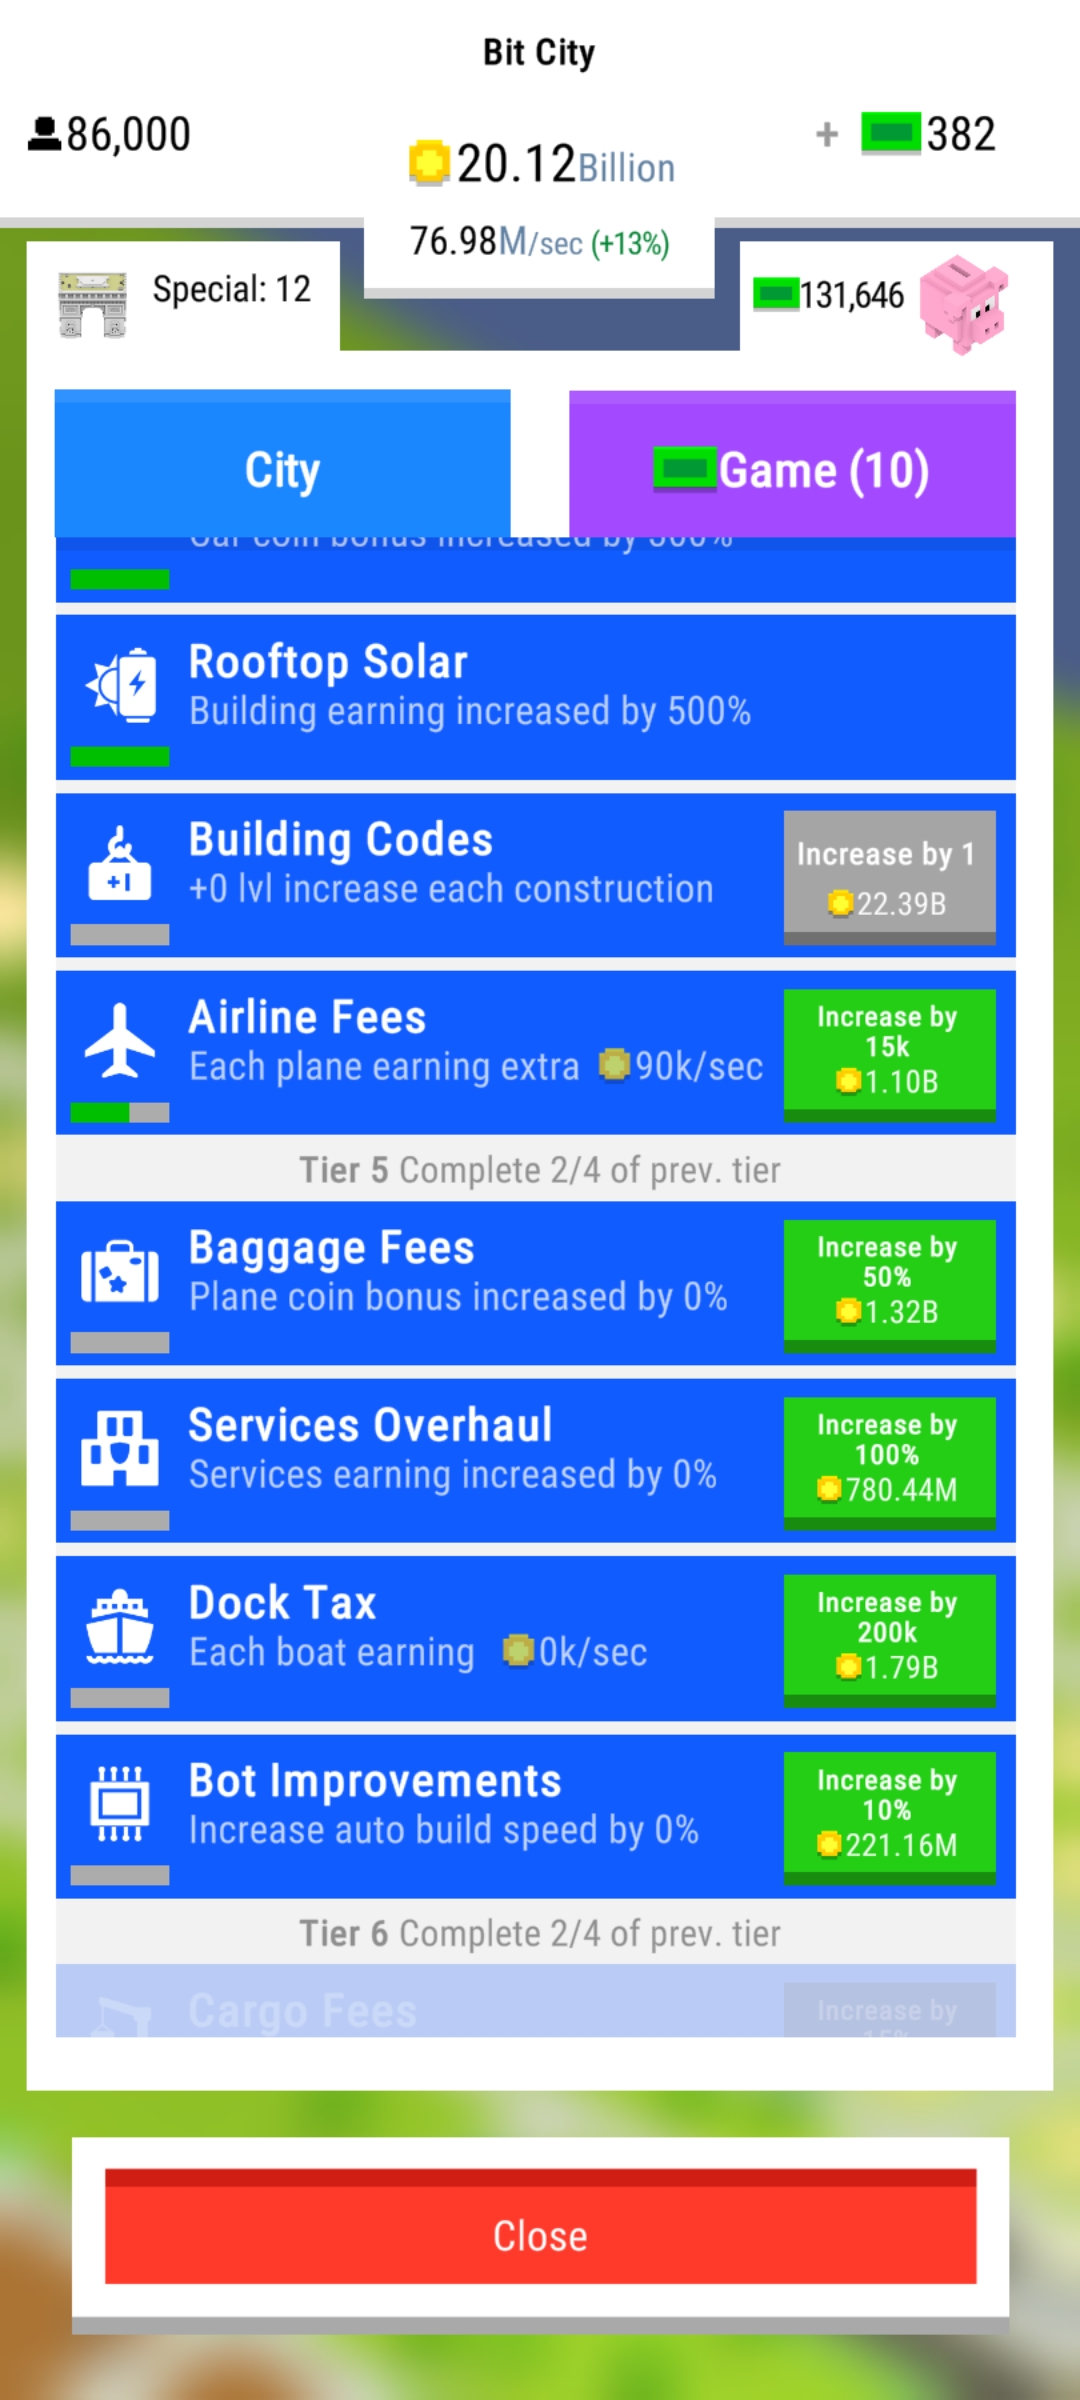 Bit City
86,000
20.12Billion
+ 382
76.98M/sec (+13%)
Special: 12
131,646
City
Game (10)
Car coin bonus increased by 300%
Rooftop Solar
Building earning increased by 500%
Building Codes
+0 lvl increase each construction
Increase by 1
22.39B
Airline Fees
Each plane earning extra 90k/sec
Increase by
15k
1.10B
Tier 5 Complete 2/4 of prev. tier
Baggage Fees
Plane coin bonus increased by 0%
Increase by
50%
1.32B
Services Overhaul
Services earning increased by 0%
Increase by
100%
780.44M
Dock Tax
Each boat earning 0k/sec
Increase by
200k
1.79B
Bot Improvements
Increase auto build speed by 0%
Increase by
10%
221.16M
Tier 6 Complete 2/4 of prev. tier
Cargo Fees
Increase by
Close